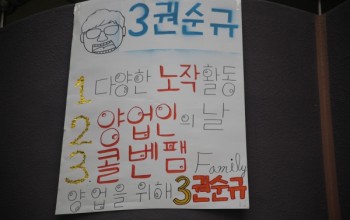 3권순규
1 다양한 노작활동
2 양업인의 날
3. 콜벤팸 Family
양업을 위해 3권순규